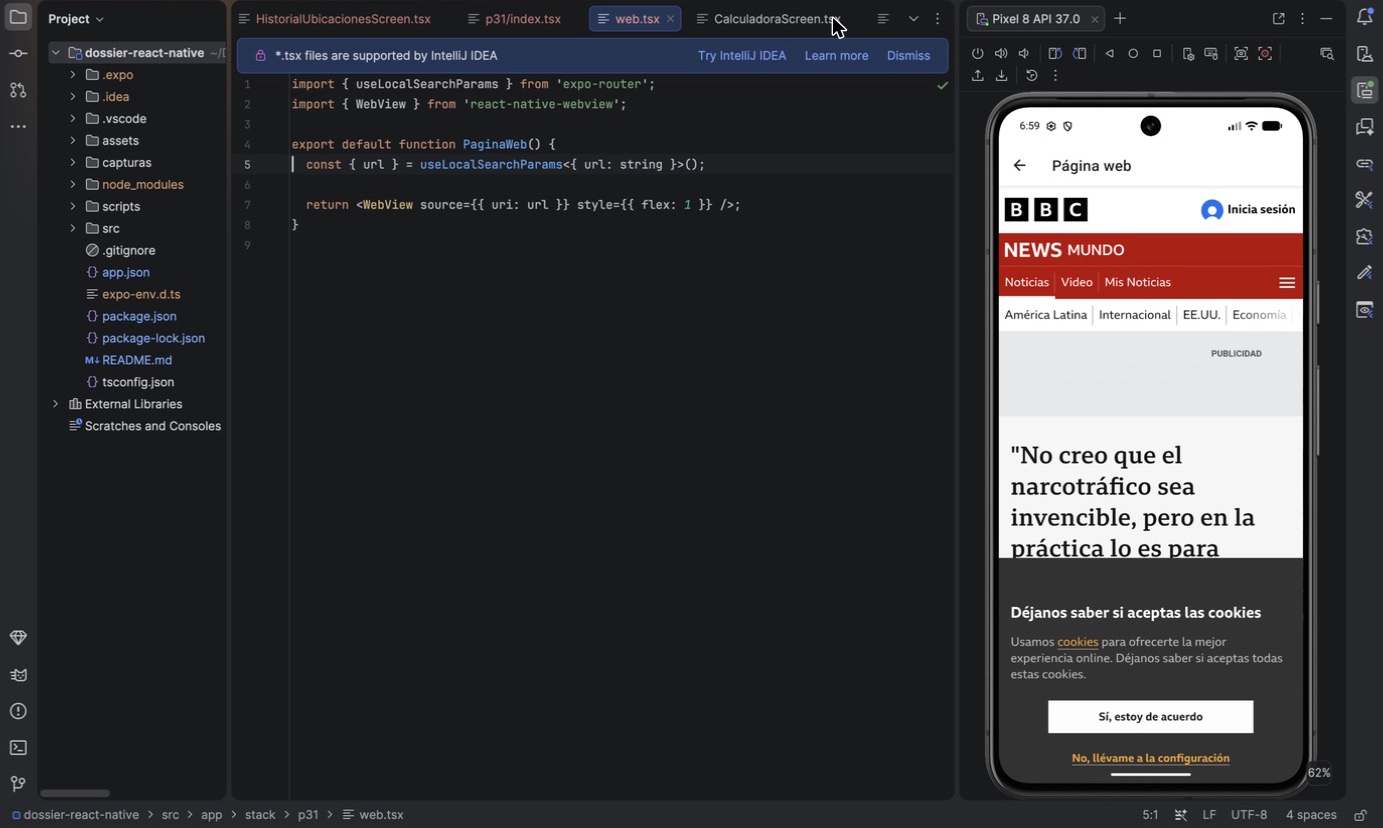 Project
dossier-react-native ~/D
.expo
.idea
.vscode
assets
capturas
node_modules
scripts
src
.gitignore
app.json
expo-env.d.ts
package.json
package-lock.json
README.md
tsconfig.json
External Libraries
Scratches and Consoles
HistorialUbicacionesScreen.tsx
p31/index.tsx
web.tsx
CalculadoraScreen.tsx
*.tsx files are supported by IntelliJ IDEA
Try IntelliJ IDEA
Learn more
Dismiss
1 import { useLocalSearchParams } from 'expo-router';
2 import { WebView } from 'react-native-webview';
3
4 export default function PaginaWeb() {
5 const { url } = useLocalSearchParams<{ url: string }>();
6
7 return <WebView source={{ uri: url }} style={{ flex: 1 }} />;
8 }
9
Pixel 8 API 37.0
6:59
Página web
BBC
Inicia sesión
NEWS MUNDO
Noticias
Video
Mis Noticias
América Latina
Internacional
EE.UU.
Economía
PUBLICIDAD
"No creo que el
narcotráfico sea
invencible, pero en la
práctica lo es para
Déjanos saber si aceptas las cookies
Usamos cookies para ofrecerte la mejor
experiencia online. Déjanos saber si aceptas todas
estas cookies.
Sí, estoy de acuerdo
No, llévame a la configuración
62%
dossier-react-native > src > app > stack > p31 > web.tsx
5:1
LF
UTF-8
4 spaces